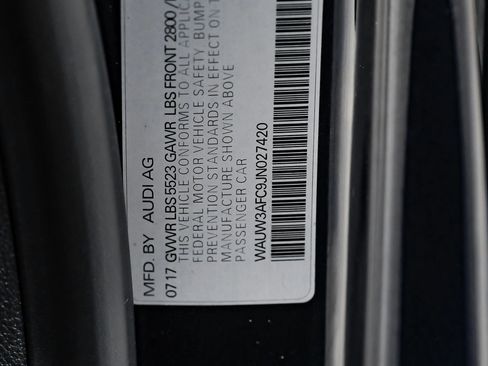 MFD. BY AUDI AG
07 17 GVWR LBS 5523 GAWR LBS FRONT 2800
THIS VEHICLE CONFORMS TO ALL APPLICA
FEDERAL MOTOR VEHICLE SAFETY, BUMP
PREVENTION STANDARDS IN EFFECT ON T
MANUFACTURE SHOWN ABOVE
PASSENGER CAR
WAUW3AFC9JN027420